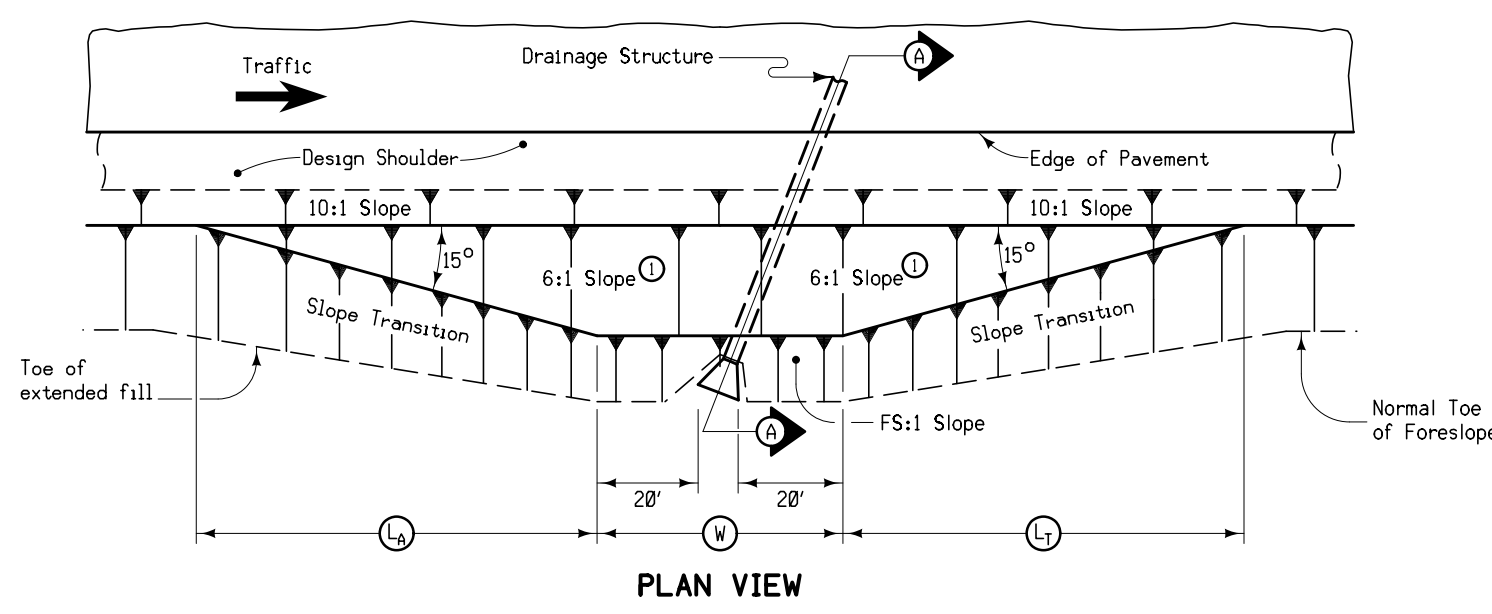 Drainage Structure
A
Traffic
Design Shoulder
Edge of Pavement
10:1 Slope
10:1 Slope
15°
6:1 Slope 1
6:1 Slope 1
15°
Slope Transition
Slope Transition
Toe of
extended fill
Normal Toe
of Foreslope
A
FS:1 Slope
20'
20'
LA
W
LT
PLAN VIEW